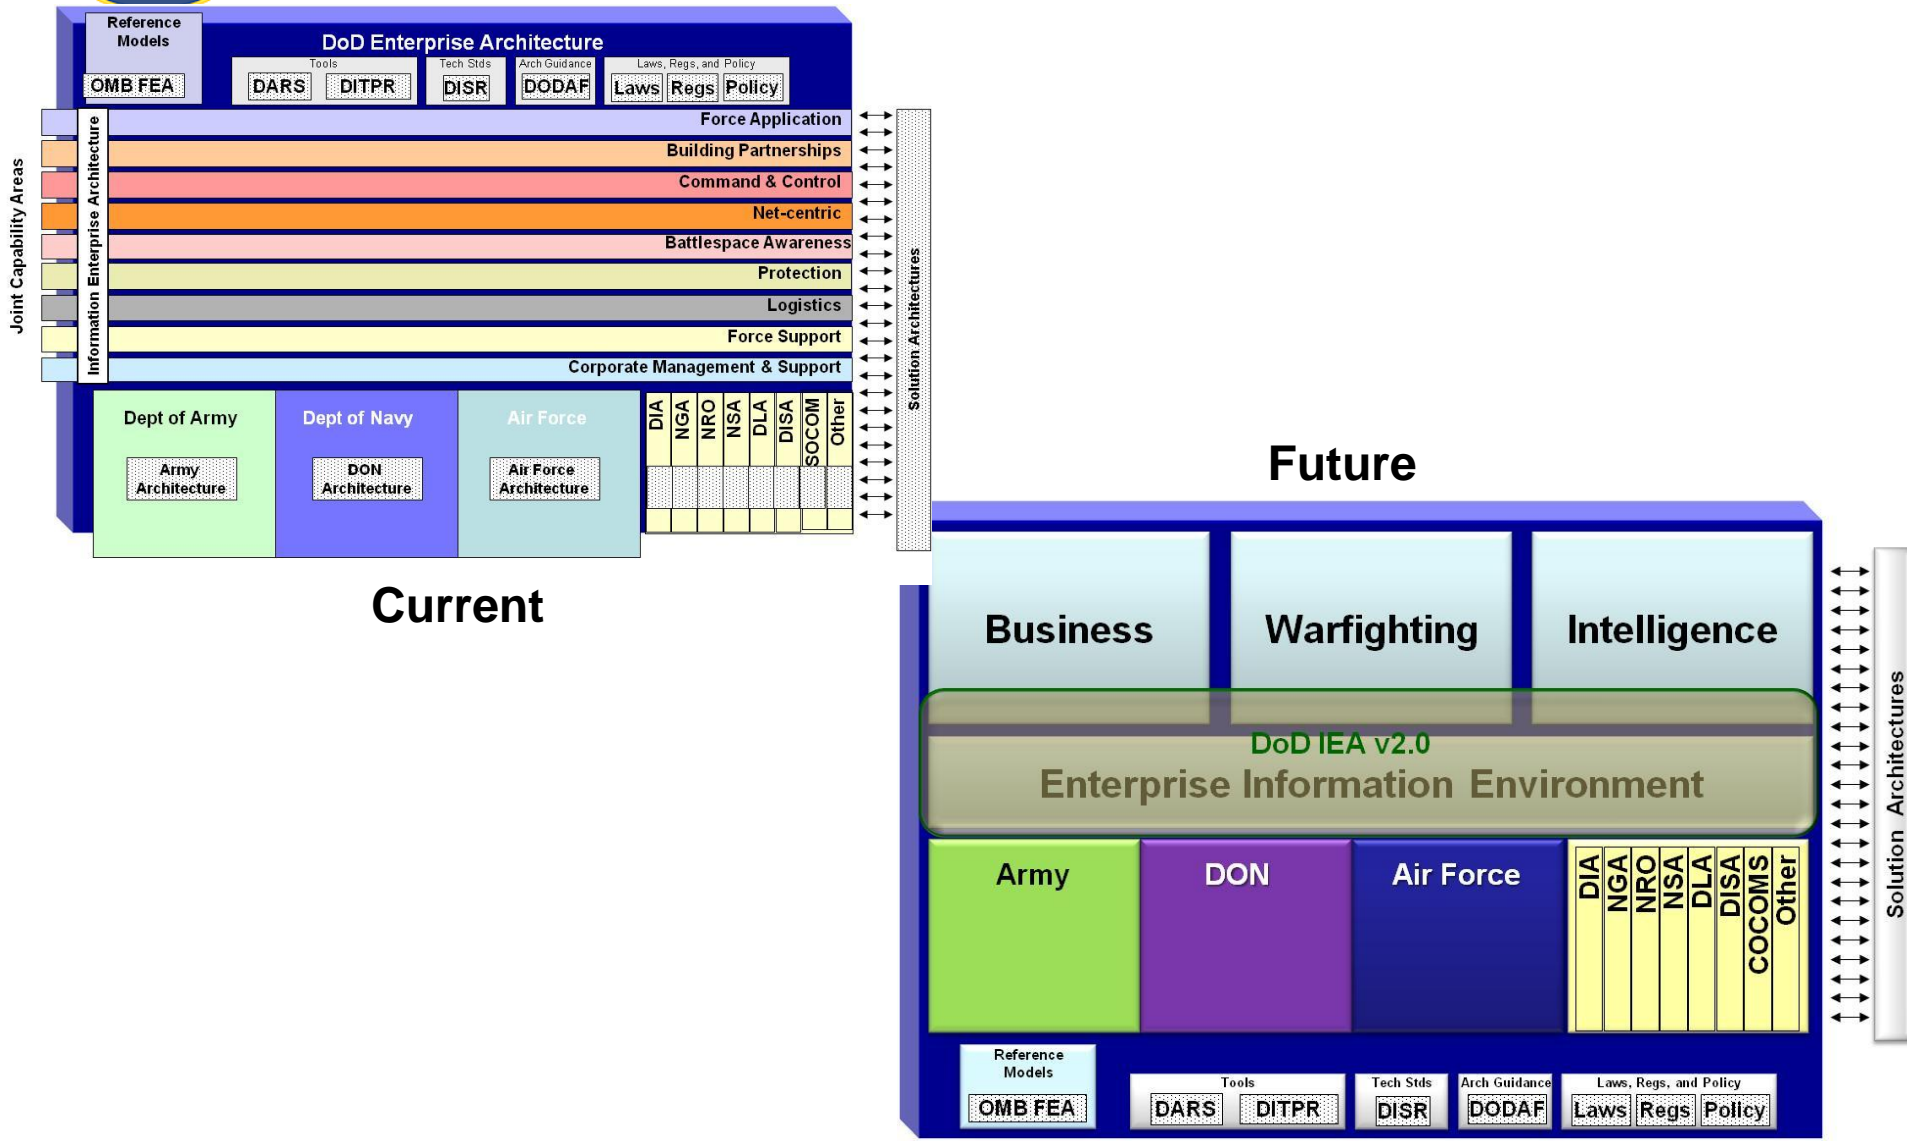 Reference
Models
OMB FEA
DoD Enterprise Architecture
Tools
DARS
DITPR
Tech Stds
DISR
Arch Guidance
DODAF
Laws, Regs, and Policy
Laws
Regs
Policy
Joint Capability Areas
Information Enterprise Architecture
Force Application
Building Partnerships
Command & Control
Net-centric
Battlespace Awareness
Protection
Logistics
Force Support
Corporate Management & Support
Solution Architectures
Dept of Army
Army
Architecture
Dept of Navy
DON
Architecture
Air Force
Air Force
Architecture
DIA
NGA
NRO
NSA
DLA
DISA
SOCOM
Other
Current
Future
Business
Warfighting
Intelligence
DoD IEA v2.0
Enterprise Information Environment
Army
DON
Air Force
DIA
NGA
NRO
NSA
DLA
DISA
COCOMS
Other
Solution Architectures
Reference
Models
OMB FEA
Tools
DARS
DITPR
Tech Stds
DISR
Arch Guidance
DODAF
Laws, Regs, and Policy
Laws
Regs
Policy